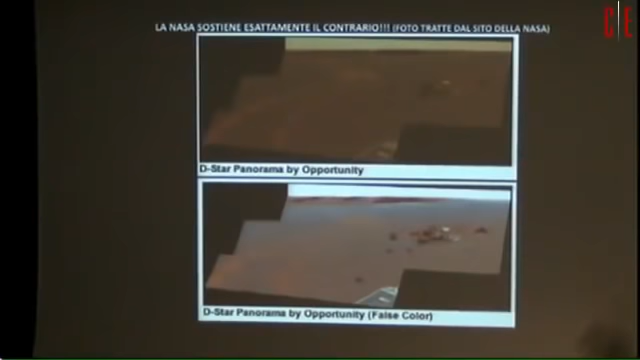 LA NASA SOSTIENE ESATTAMENTE IL CONTRARIO!!! (FOTO TRATTE DAL SITO DELLA NASA)
D-Star Panorama by Opportunity
D-Star Panorama by Opportunity (False Color)